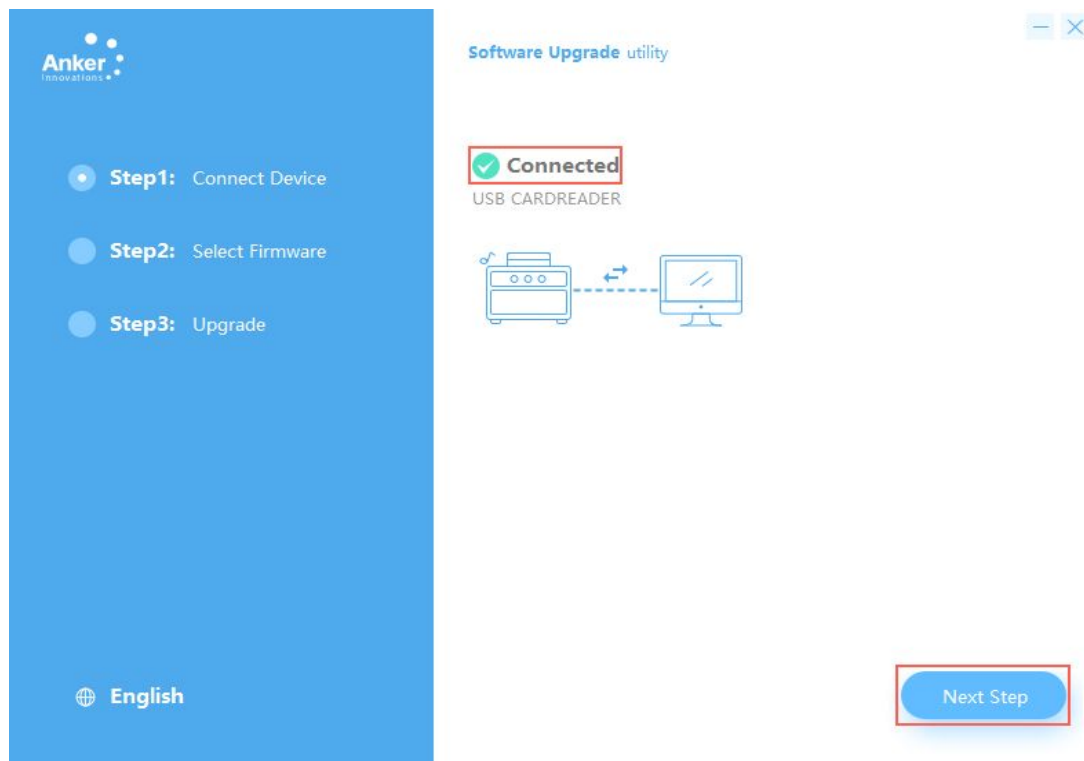 Anker
Innovations
Software Upgrade utility
Step1: Connect Device
Step2: Select Firmware
Step3: Upgrade
Connected
USB CARDREADER
English
Next Step